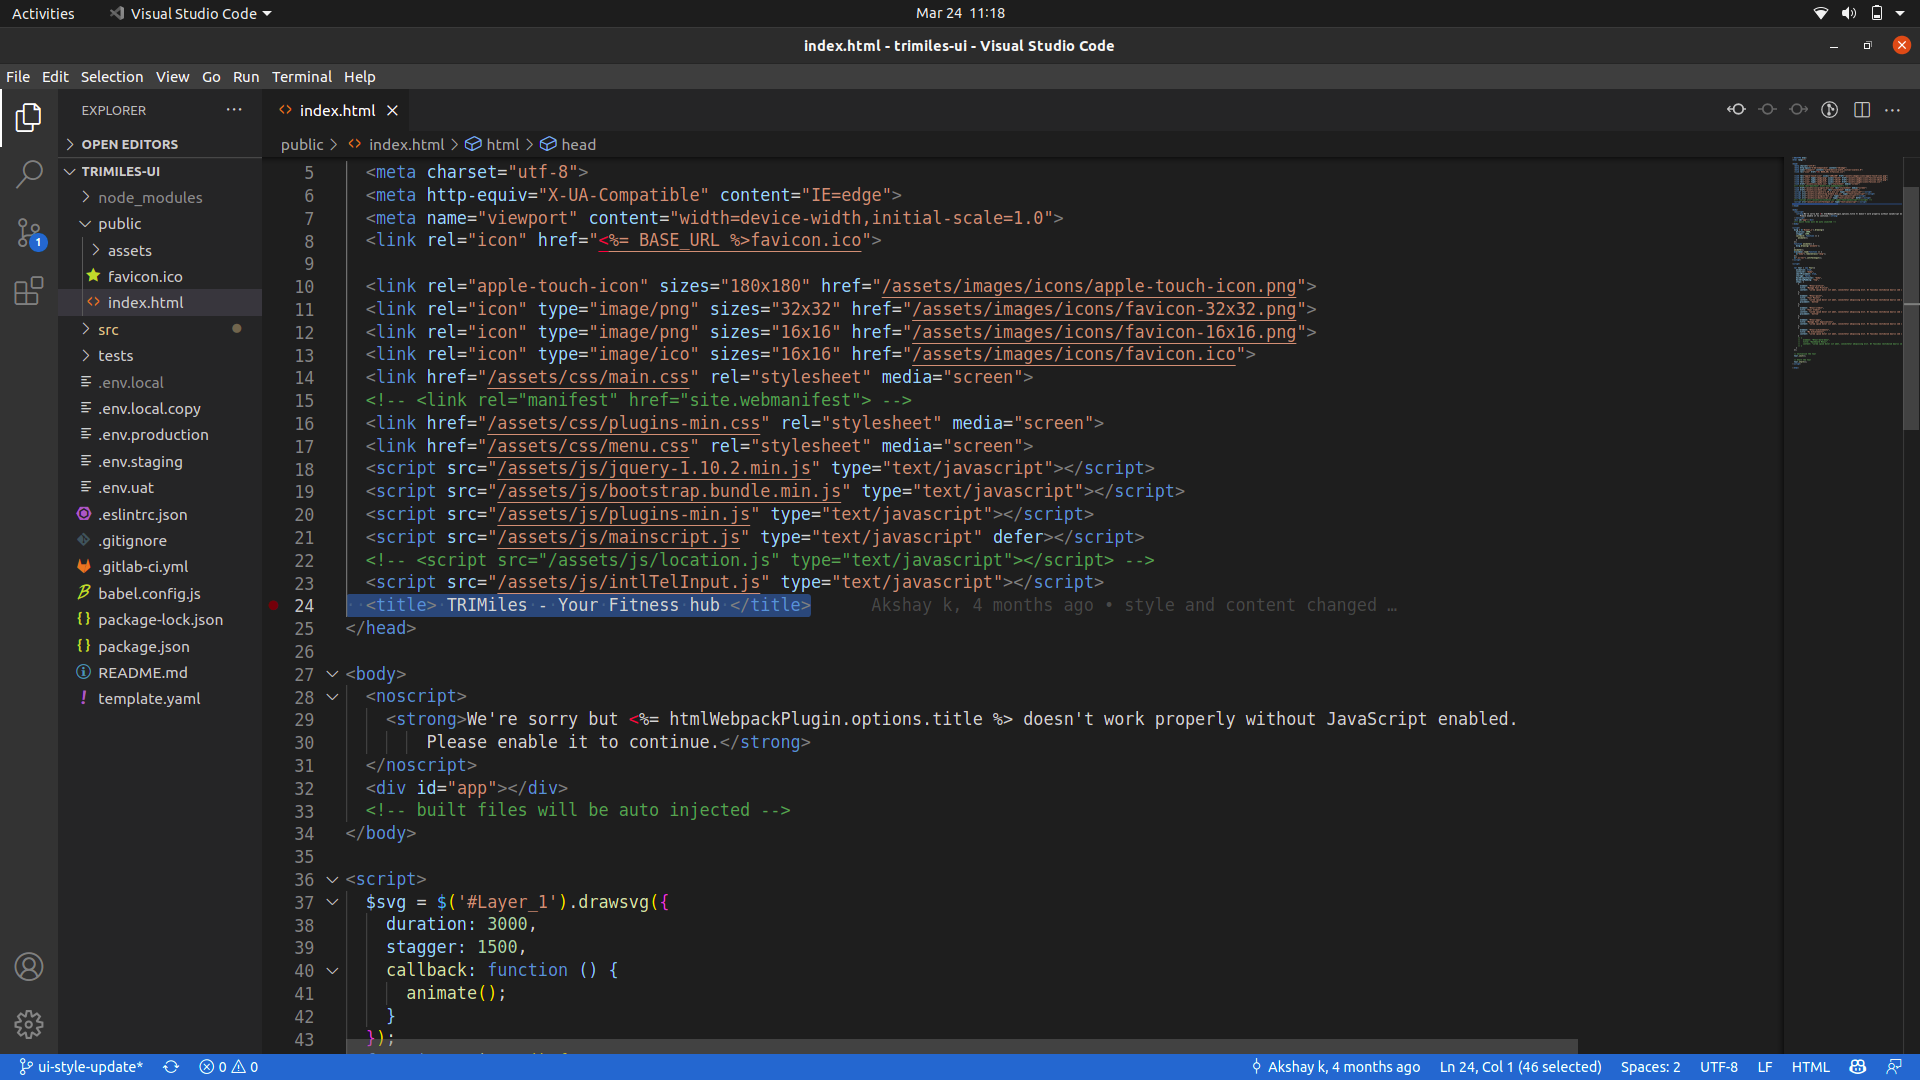 Activities
Visual Studio Code
Mar 24 11:18
index.html - trimiles-ui - Visual Studio Code
File Edit Selection View Go Run Terminal Help
EXPLORER
index.html
OPEN EDITORS
public > index.html > html > head
TRIMILES-UI
node_modules
public
assets
favicon.ico
index.html
src
tests
.env.local
.env.local.copy
.env.production
.env.staging
.env.uat
.eslintrc.json
.gitignore
.gitlab-ci.yml
babel.config.js
package-lock.json
package.json
README.md
template.yaml
1
5 <meta charset="utf-8">
6 <meta http-equiv="X-UA-Compatible" content="IE=edge">
7 <meta name="viewport" content="width=device-width,initial-scale=1.0">
8 <link rel="icon" href="<%= BASE_URL %>favicon.ico">
9
10 <link rel="apple-touch-icon" sizes="180x180" href="/assets/images/icons/apple-touch-icon.png">
11 <link rel="icon" type="image/png" sizes="32x32" href="/assets/images/icons/favicon-32x32.png">
12 <link rel="icon" type="image/png" sizes="16x16" href="/assets/images/icons/favicon-16x16.png">
13 <link rel="icon" type="image/ico" sizes="16x16" href="/assets/images/icons/favicon.ico">
14 <link href="/assets/css/main.css" rel="stylesheet" media="screen">
15 <!-- <link rel="manifest" href="site.webmanifest"> -->
16 <link href="/assets/css/plugins-min.css" rel="stylesheet" media="screen">
17 <link href="/assets/css/menu.css" rel="stylesheet" media="screen">
18 <script src="/assets/js/jquery-1.10.2.min.js" type="text/javascript"></script>
19 <script src="/assets/js/bootstrap.bundle.min.js" type="text/javascript"></script>
20 <script src="/assets/js/plugins-min.js" type="text/javascript"></script>
21 <script src="/assets/js/mainscript.js" type="text/javascript" defer></script>
22 <!-- <script src="/assets/js/location.js" type="text/javascript"></script> -->
23 <script src="/assets/js/intlTelInput.js" type="text/javascript"></script>
24 <title> TRIMiles - Your Fitness hub </title> Akshay k, 4 months ago • style and content changed …
25 </head>
26
27 <body>
28 <noscript>
29 <strong>We're sorry but <%= htmlWebpackPlugin.options.title %> doesn't work properly without JavaScript enabled.
30 Please enable it to continue.</strong>
31 </noscript>
32 <div id="app"></div>
33 <!-- built files will be auto injected -->
34 </body>
35
36 <script>
37 $svg = $('#Layer_1').drawsvg({
38 duration: 3000,
39 stagger: 1500,
40 callback: function () {
41 animate();
42 }
43 });
ui-style-update* 0 0 Akshay k, 4 months ago Ln 24, Col 1 (46 selected) Spaces: 2 UTF-8 LF HTML